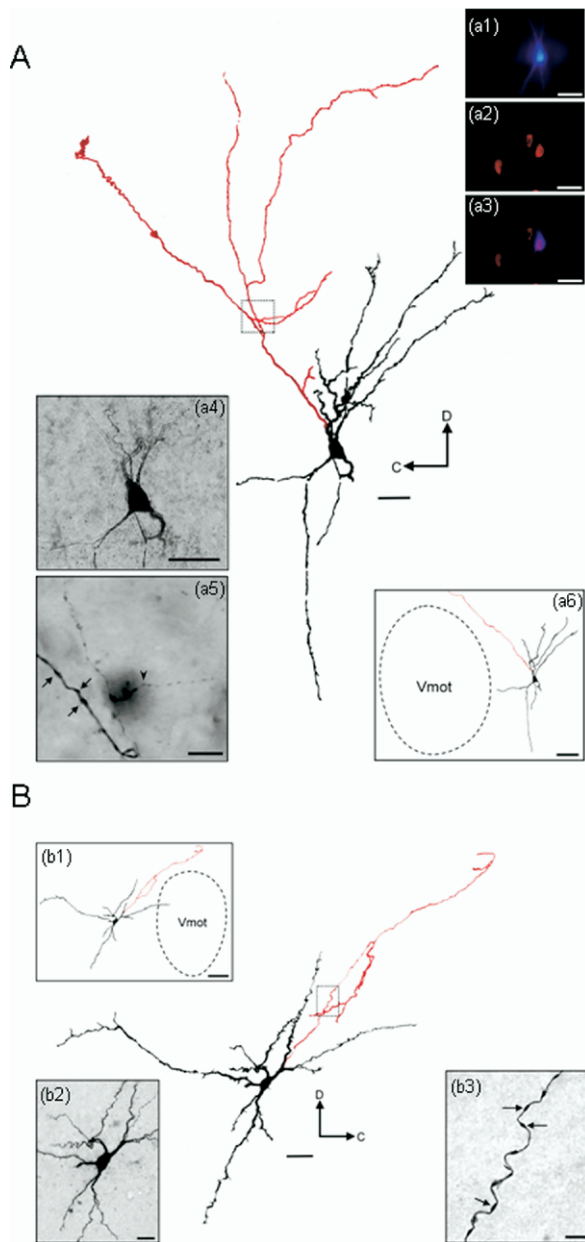 A
(a1)
(a2)
(a3)
D
C
(a4)
(a5)
(a6)
Vmot
B
(b1)
Vmot
D
C
(b2)
(b3)